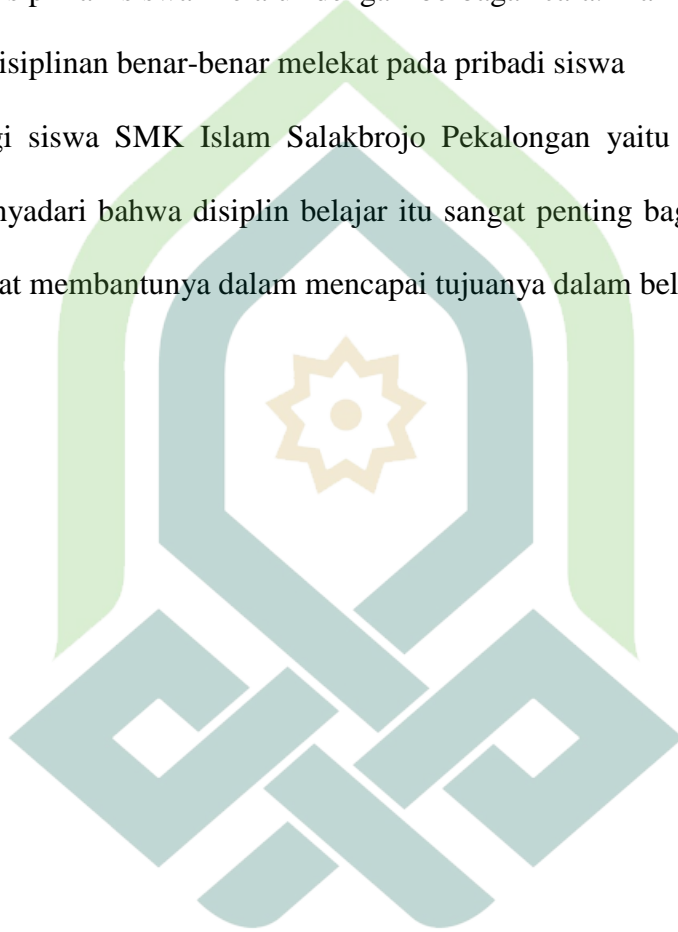 isiplinan benar-benar melekat pada pribadi siswa
gi siswa SMK Islam Salakbrojo Pekalongan yaitu
nyadari bahwa disiplin belajar itu sangat penting bag
at membantunya dalam mencapai tujuanya dalam bel